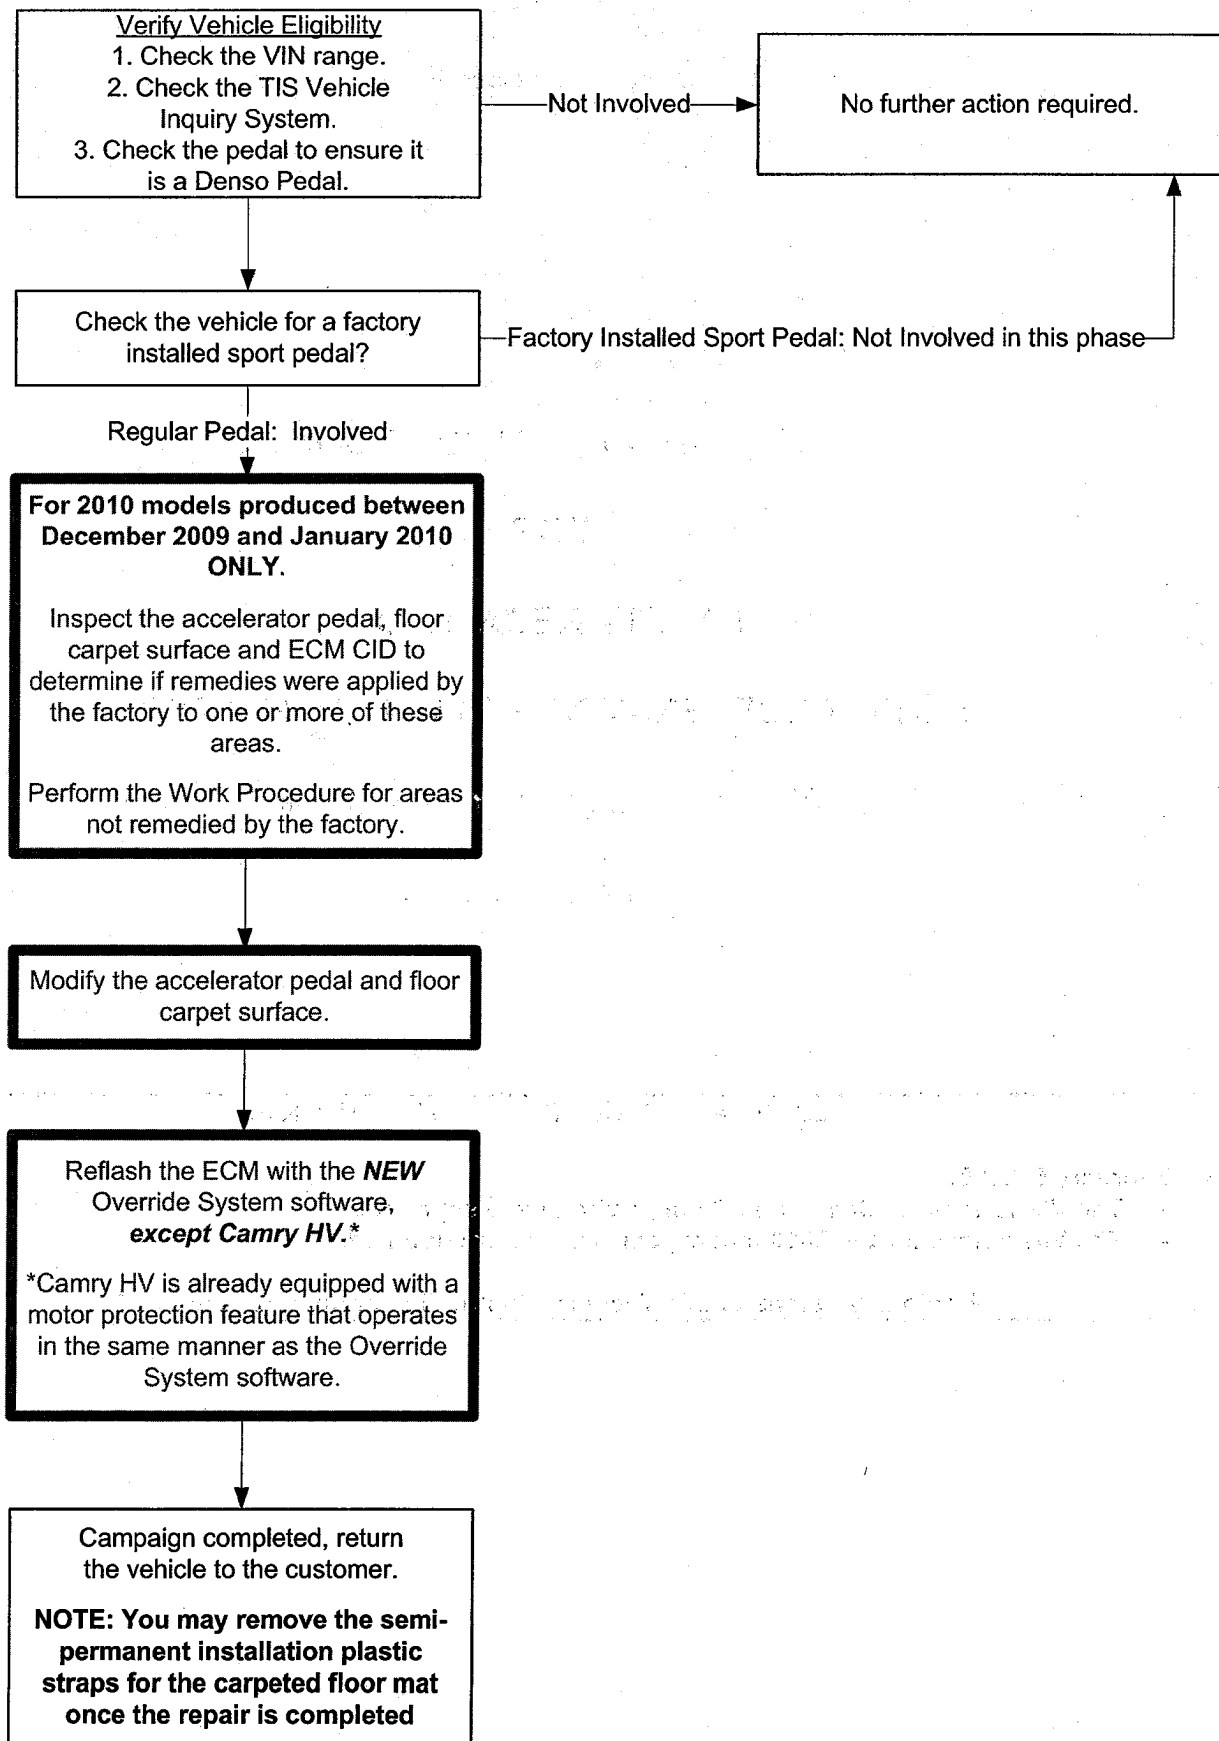 Verify Vehicle Eligibility
1. Check the VIN range.
2. Check the TIS Vehicle
Inquiry System.
3. Check the pedal to ensure it
is a Denso Pedal.
Not Involved
No further action required.
Check the vehicle for a factory
installed sport pedal?
Factory Installed Sport Pedal: Not Involved in this phase
Regular Pedal: Involved
For 2010 models produced between
December 2009 and January 2010
ONLY.
Inspect the accelerator pedal, floor
carpet surface and ECM CID to
determine if remedies were applied by
the factory to one or more of these
areas.
Perform the Work Procedure for areas
not remedied by the factory.
Modify the accelerator pedal and floor
carpet surface.
Reflash the ECM with the NEW
Override System software,
except Camry HV.*
*Camry HV is already equipped with a
motor protection feature that operates
in the same manner as the Override
System software.
Campaign completed, return
the vehicle to the customer.
NOTE: You may remove the semi-
permanent installation plastic
straps for the carpeted floor mat
once the repair is completed